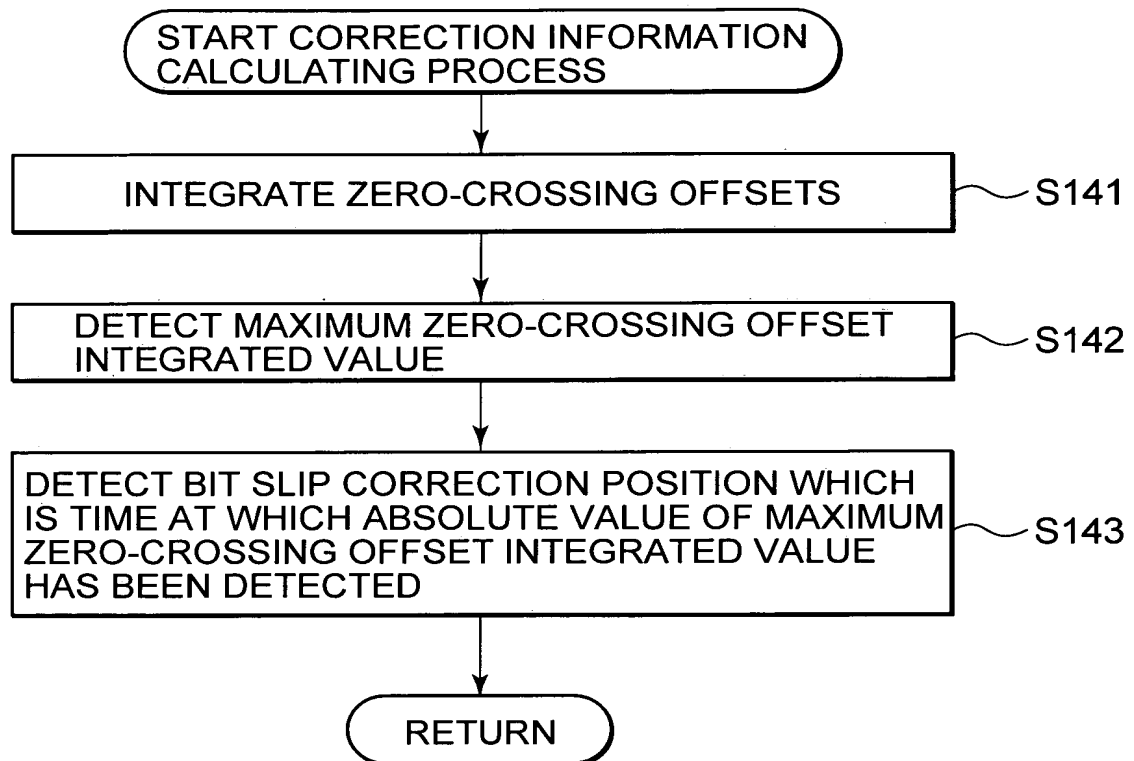 START CORRECTION INFORMATION
CALCULATING PROCESS
INTEGRATE ZERO-CROSSING OFFSETS
S141
DETECT MAXIMUM ZERO-CROSSING OFFSET
INTEGRATED VALUE
S142
DETECT BIT SLIP CORRECTION POSITION WHICH
IS TIME AT WHICH ABSOLUTE VALUE OF MAXIMUM
ZERO-CROSSING OFFSET INTEGRATED VALUE
HAS BEEN DETECTED
S143
RETURN